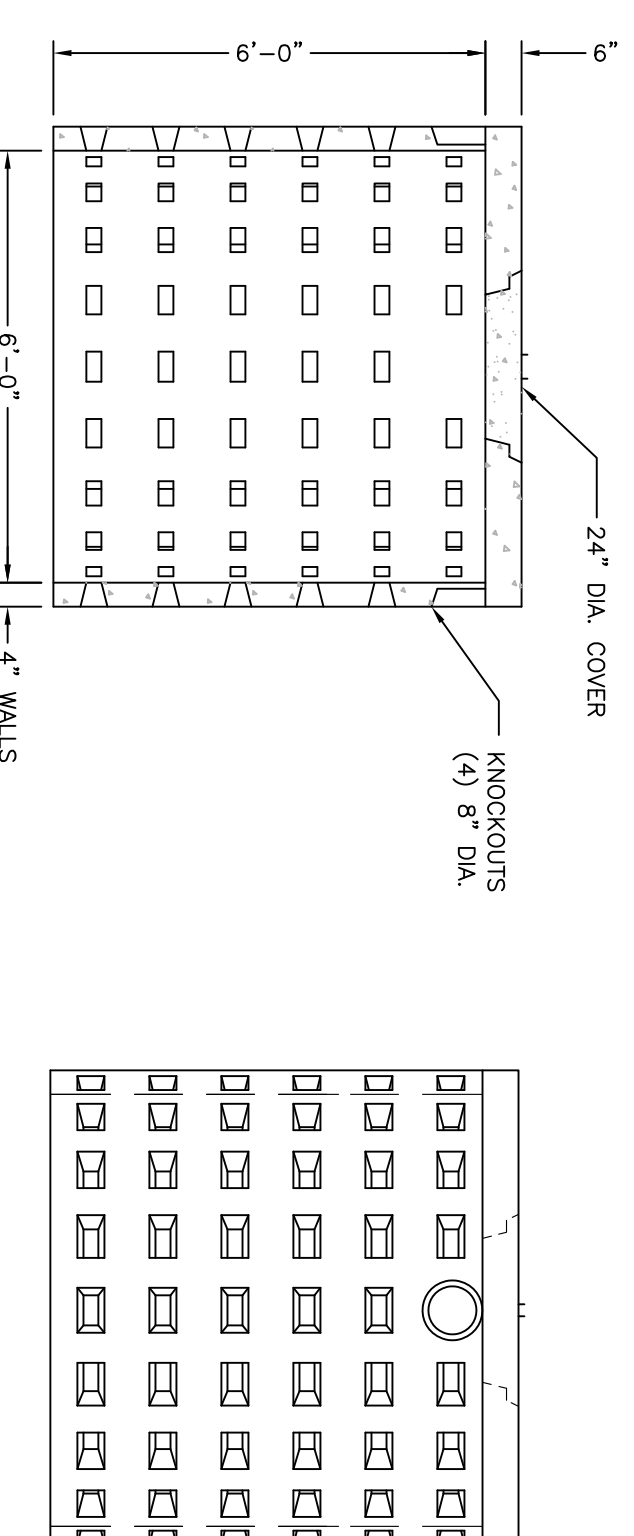 6'-0"
6"
6'-0"
24" DIA. COVER
4" WALLS
KNOCKOUTS
(4) 8" DIA.